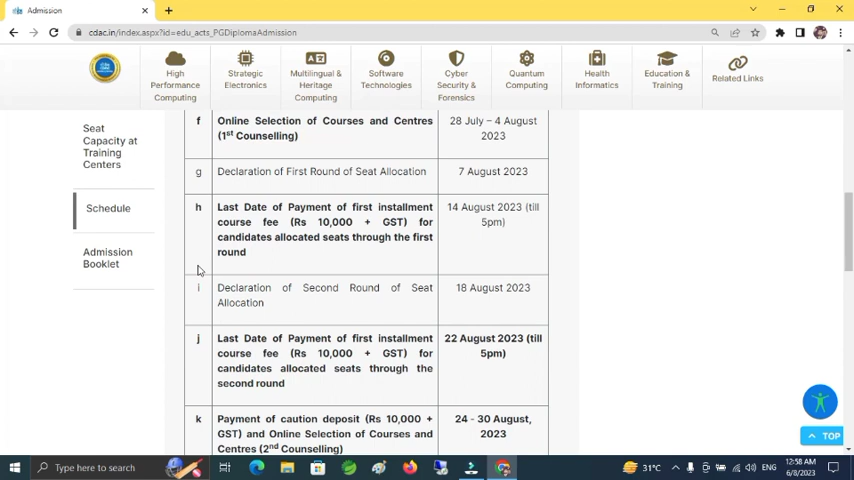 Admission
cdac.in/index.aspx?id=edu_acts_PGDiplomaAdmission
High Performance Computing
Strategic Electronics
Multilingual & Heritage Computing
Software Technologies
Cyber Security & Forensics
Quantum Computing
Health Informatics
Education & Training
Related Links
Seat
Capacity at
Training
Centers
Schedule
Admission
Booklet
f Online Selection of Courses and Centres 28 July – 4 August
(1st Counselling) 2023
g Declaration of First Round of Seat Allocation 7 August 2023
h Last Date of Payment of first installment 14 August 2023 (till
course fee (Rs 10,000 + GST) for 5pm)
candidates allocated seats through the first
round
i Declaration of Second Round of Seat 18 August 2023
Allocation
j Last Date of Payment of first installment 22 August 2023 (till
course fee (Rs 10,000 + GST) for 5pm)
candidates allocated seats through the
second round
k Payment of caution deposit (Rs 10,000 + 24 - 30 August,
GST) and Online Selection of Courses and 2023
Centres (2nd Counselling)
TOP
Type here to search
31°C
ENG
12:58 AM
6/8/2023